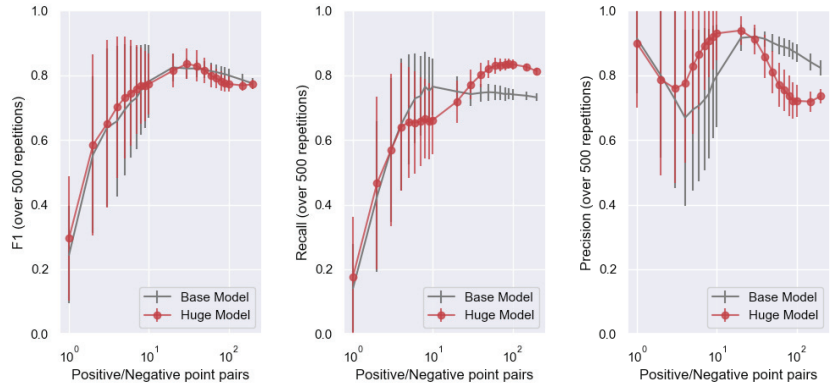 F1 (over 500 repetitions)
1.0
0.8
0.6
0.4
0.2
0.0
10^0
10^1
10^2
Positive/Negative point pairs
Base Model
Huge Model
Recall (over 500 repetitions)
1.0
0.8
0.6
0.4
0.2
0.0
10^0
10^1
10^2
Positive/Negative point pairs
Base Model
Huge Model
Precision (over 500 repetitions)
1.0
0.8
0.6
0.4
0.2
0.0
10^0
10^1
10^2
Positive/Negative point pairs
Base Model
Huge Model